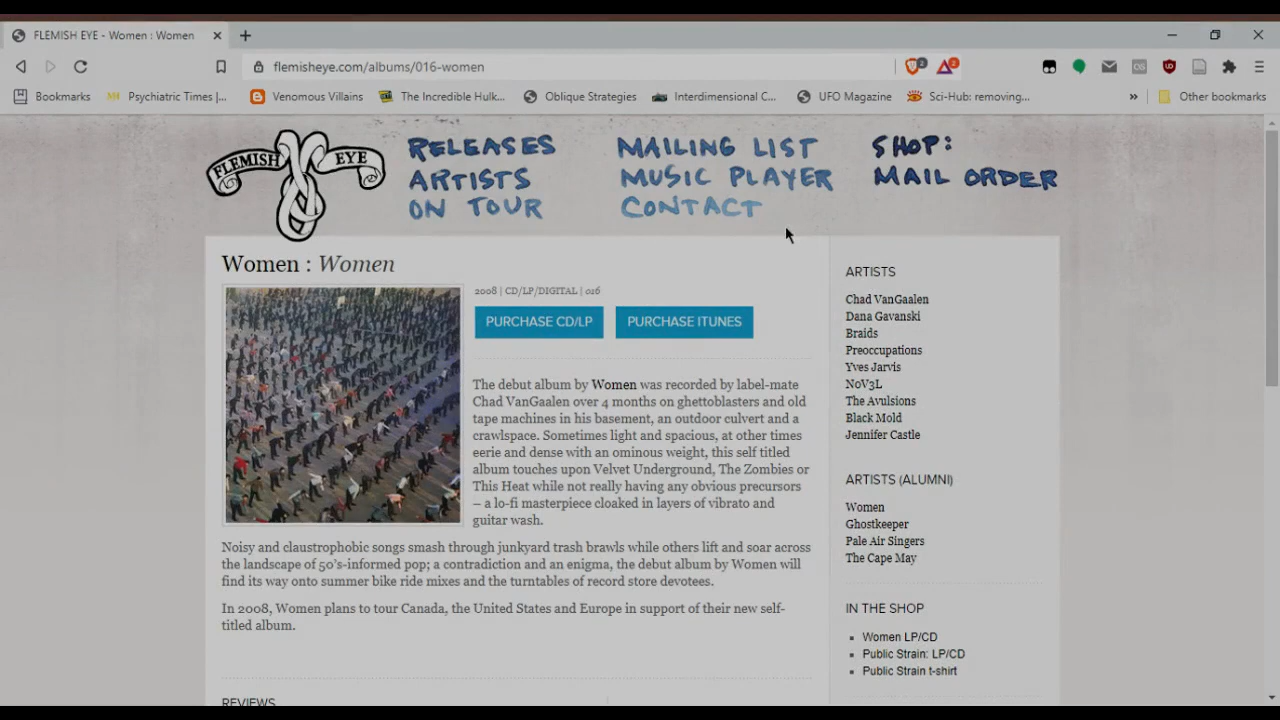 FLEMISH EYE - Women : Women
flemisheye.com/albums/016-women
2
2
Bookmarks
Psychiatric Times |...
Venomous Villains
The Incredible Hulk...
Oblique Strategies
Interdimensional C...
UFO Magazine
Sci-Hub: removing...
»
Other bookmarks
FLEMISH EYE
RELEASES
ARTISTS
ON TOUR
MAILING LIST
MUSIC PLAYER
CONTACT
SHOP:
MAIL ORDER
Women : Women
2008 | CD/LP/DIGITAL | 016
PURCHASE CD/LP
PURCHASE ITUNES
The debut album by Women was recorded by label-mate
Chad VanGaalen over 4 months on ghettoblasters and old
tape machines in his basement, an outdoor culvert and a
crawlspace. Sometimes light and spacious, at other times
eerie and dense with an ominous weight, this self titled
album touches upon Velvet Underground, The Zombies or
This Heat while not really having any obvious precursors
– a lo-fi masterpiece cloaked in layers of vibrato and
guitar wash.
Noisy and claustrophobic songs smash through junkyard trash brawls while others lift and soar across
the landscape of 50's-informed pop; a contradiction and an enigma, the debut album by Women will
find its way onto summer bike ride mixes and the turntables of record store devotees.
In 2008, Women plans to tour Canada, the United States and Europe in support of their new self-
titled album.
REVIEWS
ARTISTS
Chad VanGaalen
Dana Gavanski
Braids
Preoccupations
Yves Jarvis
NoV3L
The Avulsions
Black Mold
Jennifer Castle
ARTISTS (ALUMNI)
Women
Ghostkeeper
Pale Air Singers
The Cape May
IN THE SHOP
Women LP/CD
Public Strain: LP/CD
Public Strain t-shirt